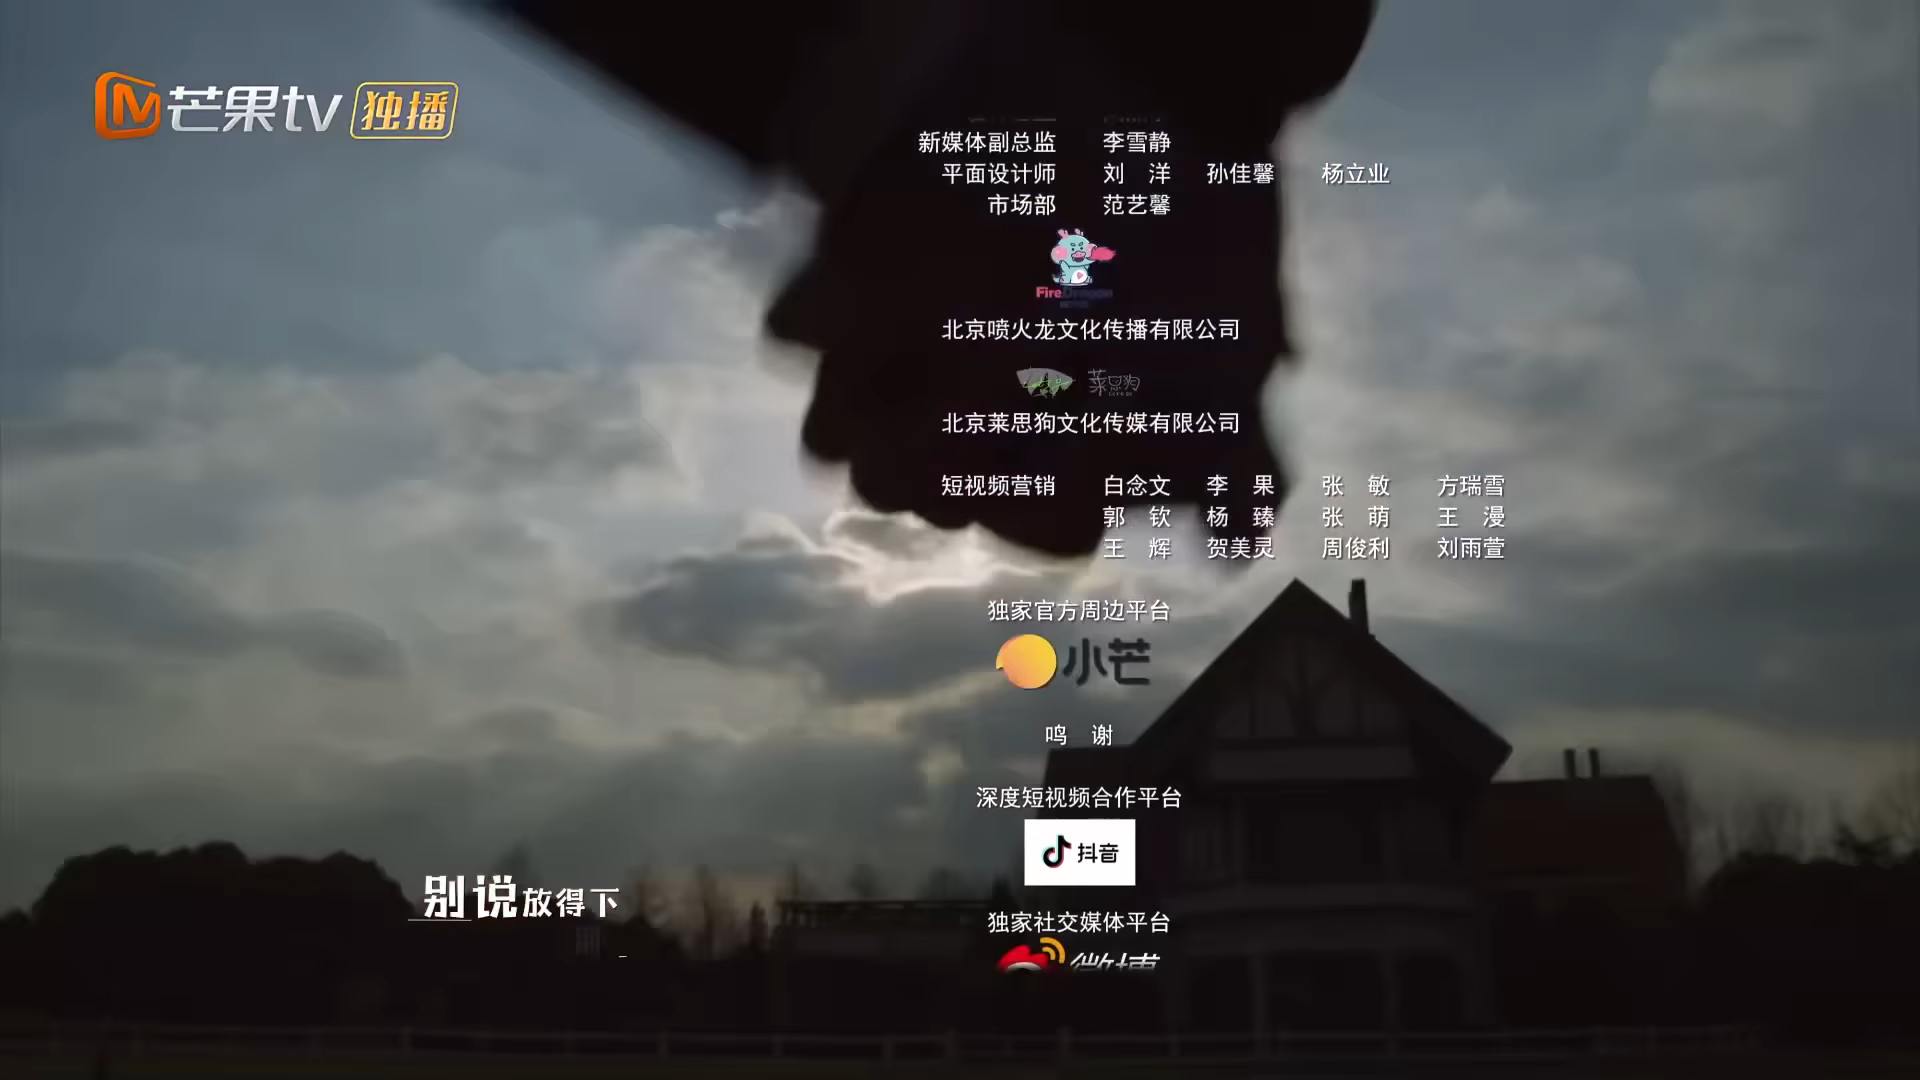 芒果tv 独播
新媒体副总监 李雪静
平面设计师 刘 洋 孙佳馨 杨立业
市场部 范艺馨
FireDragon
北京喷火龙文化传播有限公司
莱思狗
北京莱思狗文化传媒有限公司
短视频营销 白念文 李 果 张 敏 方瑞雪
郭 钦 杨 臻 张 萌 王 漫
王 辉 贺美灵 周俊利 刘雨萱
独家官方周边平台
小芒
鸣 谢
深度短视频合作平台
抖音
别说放得下
独家社交媒体平台
微博